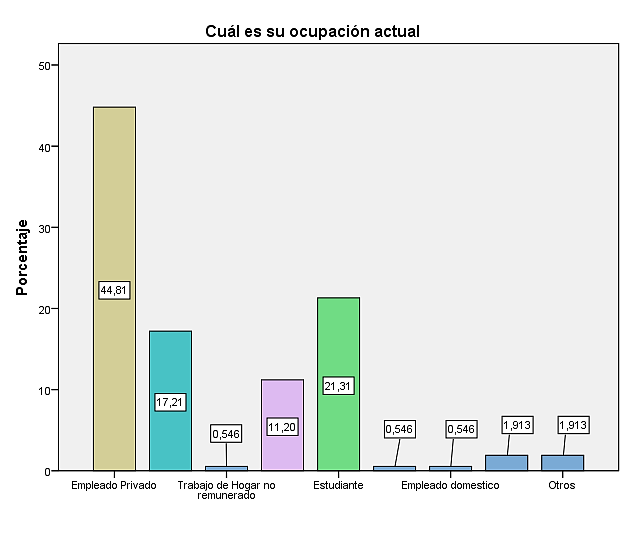 Cuál es su ocupación actual
Porcentaje
50
40
30
20
10
0
44,81
17,21
0,546
11,20
21,31
0,546
0,546
1,913
1,913
Empleado Privado
Trabajo de Hogar no
remunerado
Estudiante
Empleado domestico
Otros